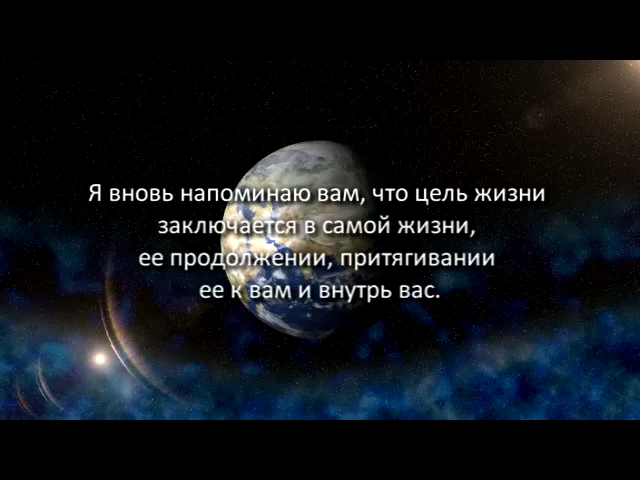 Я вновь напоминаю вам, что цель жизни
заключается в самой жизни,
ее продолжении, притягивании
ее к вам и внутрь вас.